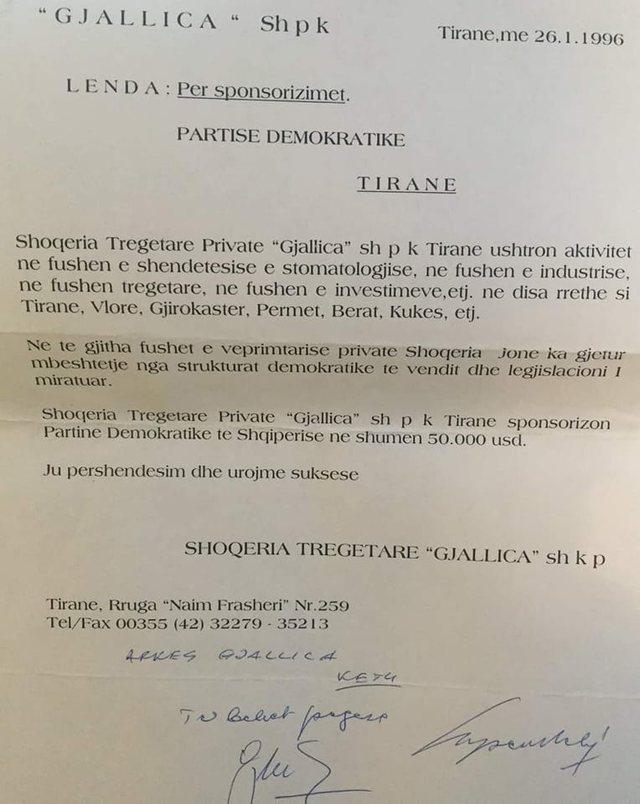 "GJALLICA " Sh p k
Tirane,me 26.1.1996
L E N D A : Per sponsorizimet.
PARTISE DEMOKRATIKE
T I R A N E
Shoqeria Tregetare Private "Gjallica" sh p k Tirane ushtron aktivitet
ne fushen e shendetesise e stomatologjise, ne fushen e industrise,
ne fushen tregetare, ne fushen e investimeve,etj. ne disa rrethe si
Tirane, Vlore, Gjirokaster, Permet, Berat, Kukes, etj.
Ne te gjitha fushet e veprimtarise private Shoqeria Jone ka gjetur
mbeshtetje nga strukturat demokratike te vendit dhe legjislacioni I
miratuar.
Shoqeria Tregetare Private "Gjallica" sh p k Tirane sponsorizon
Partine Demokratike te Shqiperise ne shumen 50.000 usd.
Ju pershendesim dhe urojme suksese
SHOQERIA TREGETARE "GJALLICA" sh k p
Tirane, Rruga "Naim Frasheri" Nr.259
Tel/Fax 00355 (42) 32279 - 35213
ARKES GJALLICA
KETU
Tu behet pagesa